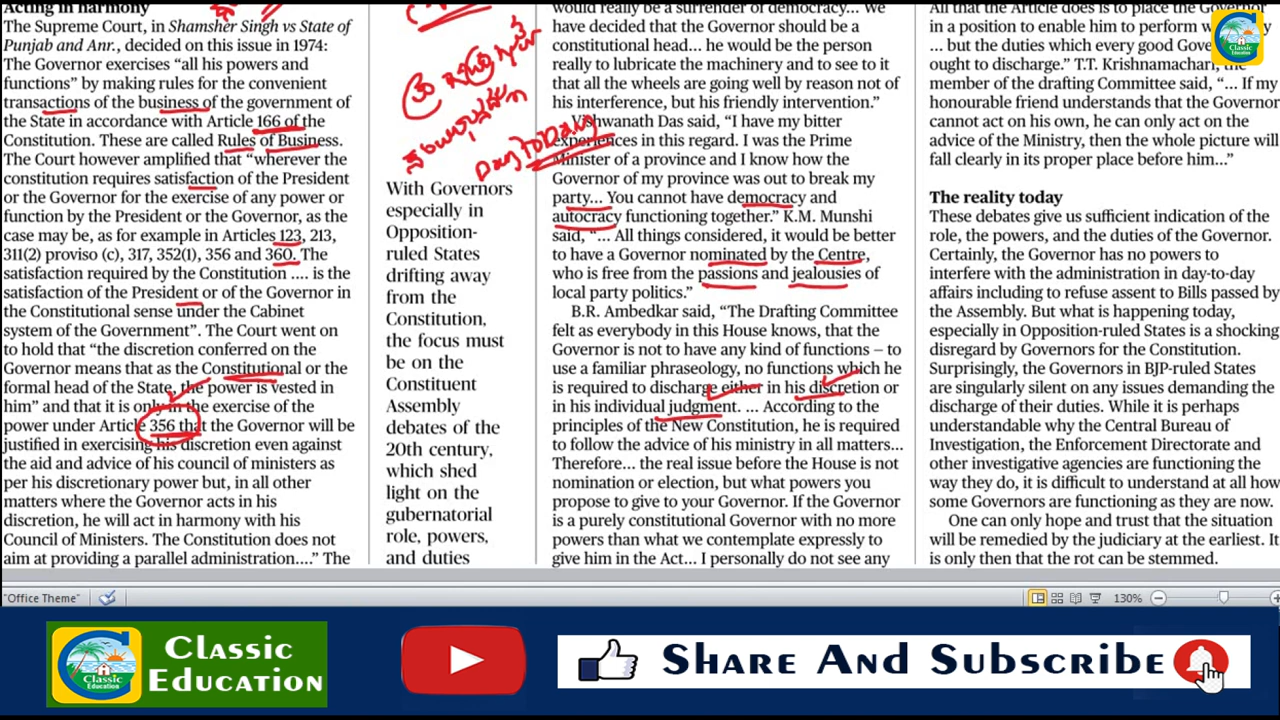 Acting in harmony
The Supreme Court, in Shamsher Singh vs State of
Punjab and Anr., decided on this issue in 1974:
The Governor exercises “all his powers and
functions” by making rules for the convenient
transactions of the business of the government of
the State in accordance with Article 166 of the
Constitution. These are called Rules of Business.
The Court however amplified that “wherever the
constitution requires satisfaction of the President
or the Governor for the exercise of any power or
function by the President or the Governor, as the
case may be, as for example in Articles 123, 213,
311(2) proviso (c), 317, 352(1), 356 and 360. The
satisfaction required by the Constitution .... is the
satisfaction of the President or of the Governor in
the Constitutional sense under the Cabinet
system of the Government”. The Court went on
to hold that “the discretion conferred on the
Governor means that as the Constitutional or the
formal head of the State, the power is vested in
him” and that it is only in the exercise of the
power under Article 356 that the Governor will be
justified in exercising his discretion even against
the aid and advice of his council of ministers as
per his discretionary power but, in all other
matters where the Governor acts in his
discretion, he will act in harmony with his
Council of Ministers. The Constitution does not
aim at providing a parallel administration....” The
Day To Day
With Governors
especially in
Opposition-
ruled States
drifting away
from the
Constitution,
the focus must
be on the
Constituent
Assembly
debates of the
20th century,
which shed
light on the
gubernatorial
role, powers,
and duties
would really be a surrender of democracy... We
have decided that the Governor should be a
constitutional head... he would be the person
really to lubricate the machinery and to see to it
that all the wheels are going well by reason not of
his interference, but his friendly intervention.”
Vishwanath Das said, “I have my bitter
experiences in this regard. I was the Prime
Minister of a province and I know how the
Governor of my province was out to break my
party... You cannot have democracy and
autocracy functioning together.” K.M. Munshi
said, “... All things considered, it would be better
to have a Governor nominated by the Centre,
who is free from the passions and jealousies of
local party politics.”
B.R. Ambedkar said, “The Drafting Committee
felt as everybody in this House knows, that the
Governor is not to have any kind of functions – to
use a familiar phraseology, no functions which he
is required to discharge either in his discretion or
in his individual judgment. ... According to the
principles of the New Constitution, he is required
to follow the advice of his ministry in all matters...
Therefore... the real issue before the House is not
nomination or election, but what powers you
propose to give to your Governor. If the Governor
is a purely constitutional Governor with no more
powers than what we contemplate expressly to
give him in the Act... I personally do not see any
All that the Article does is to place the Governor
in a position to enable him to perform
... but the duties which every good
ought to discharge.” T.T. Krishnamachari, the
member of the drafting Committee said, “... If my
honourable friend understands that the Governor
cannot act on his own, he can only act on the
advice of the Ministry, then the whole picture will
fall clearly in its proper place before him...”
The reality today
These debates give us sufficient indication of the
role, the powers, and the duties of the Governor.
Certainly, the Governor has no powers to
interfere with the administration in day-to-day
affairs including to refuse assent to Bills passed by
the Assembly. But what is happening today,
especially in Opposition-ruled States is a shocking
disregard by Governors for the Constitution.
Surprisingly, the Governors in BJP-ruled States
are singularly silent on any issues demanding the
discharge of their duties. While it is perhaps
understandable why the Central Bureau of
Investigation, the Enforcement Directorate and
other investigative agencies are functioning the
way they do, it is difficult to understand at all how
some Governors are functioning as they are now.
One can only hope and trust that the situation
will be remedied by the judiciary at the earliest. It
is only then that the rot can be stemmed.
Classic
Education
"Office Theme"
130%
Classic
Education
Classic
Education
Share And Subscribe